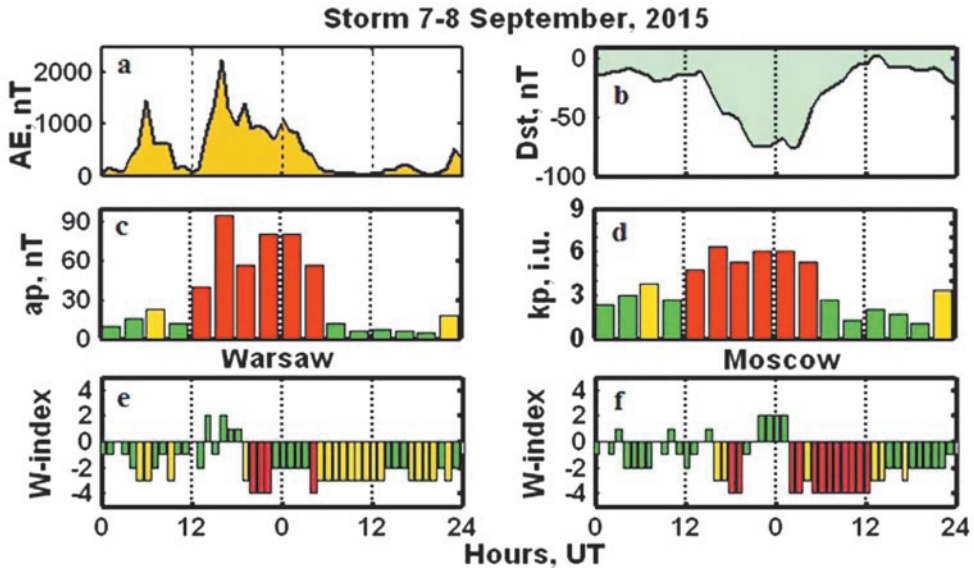 Storm 7-8 September, 2015
a
AE, nT
2000
1000
0
b
Dst, nT
0
-50
-100
c
ap, nT
90
60
30
0
d
kp, i.u.
9
6
3
0
Warsaw
Moscow
e
W-index
4
2
0
-2
-4
f
W-index
4
2
0
-2
-4
0 12 0 12 24
0 12 0 12 24
Hours, UT